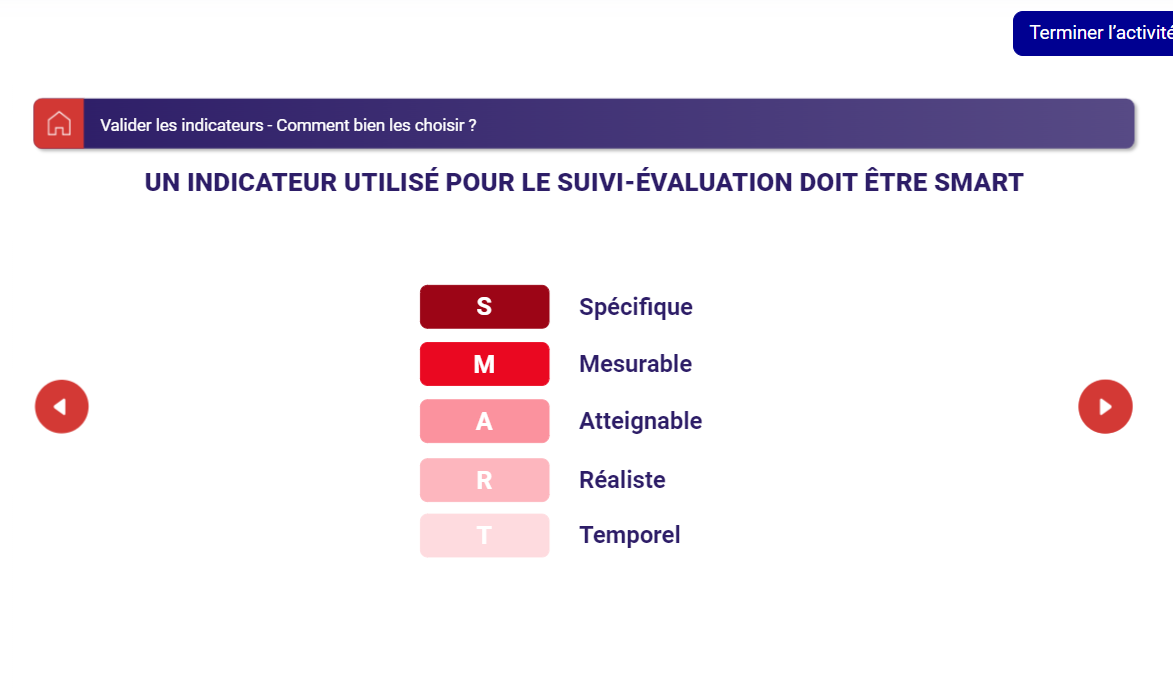 Terminer l'activité
Valider les indicateurs - Comment bien les choisir ?
UN INDICATEUR UTILISÉ POUR LE SUIVI-ÉVALUATION DOIT ÊTRE SMART
S Spécifique
M Mesurable
A Atteignable
R Réaliste
T Temporel